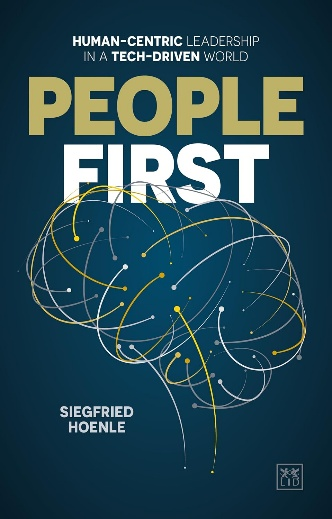 HUMAN-CENTRIC LEADERSHIP
IN A TECH-DRIVEN WORLD
PEOPLE
FIRST
SIEGFRIED
HOENLE
LID